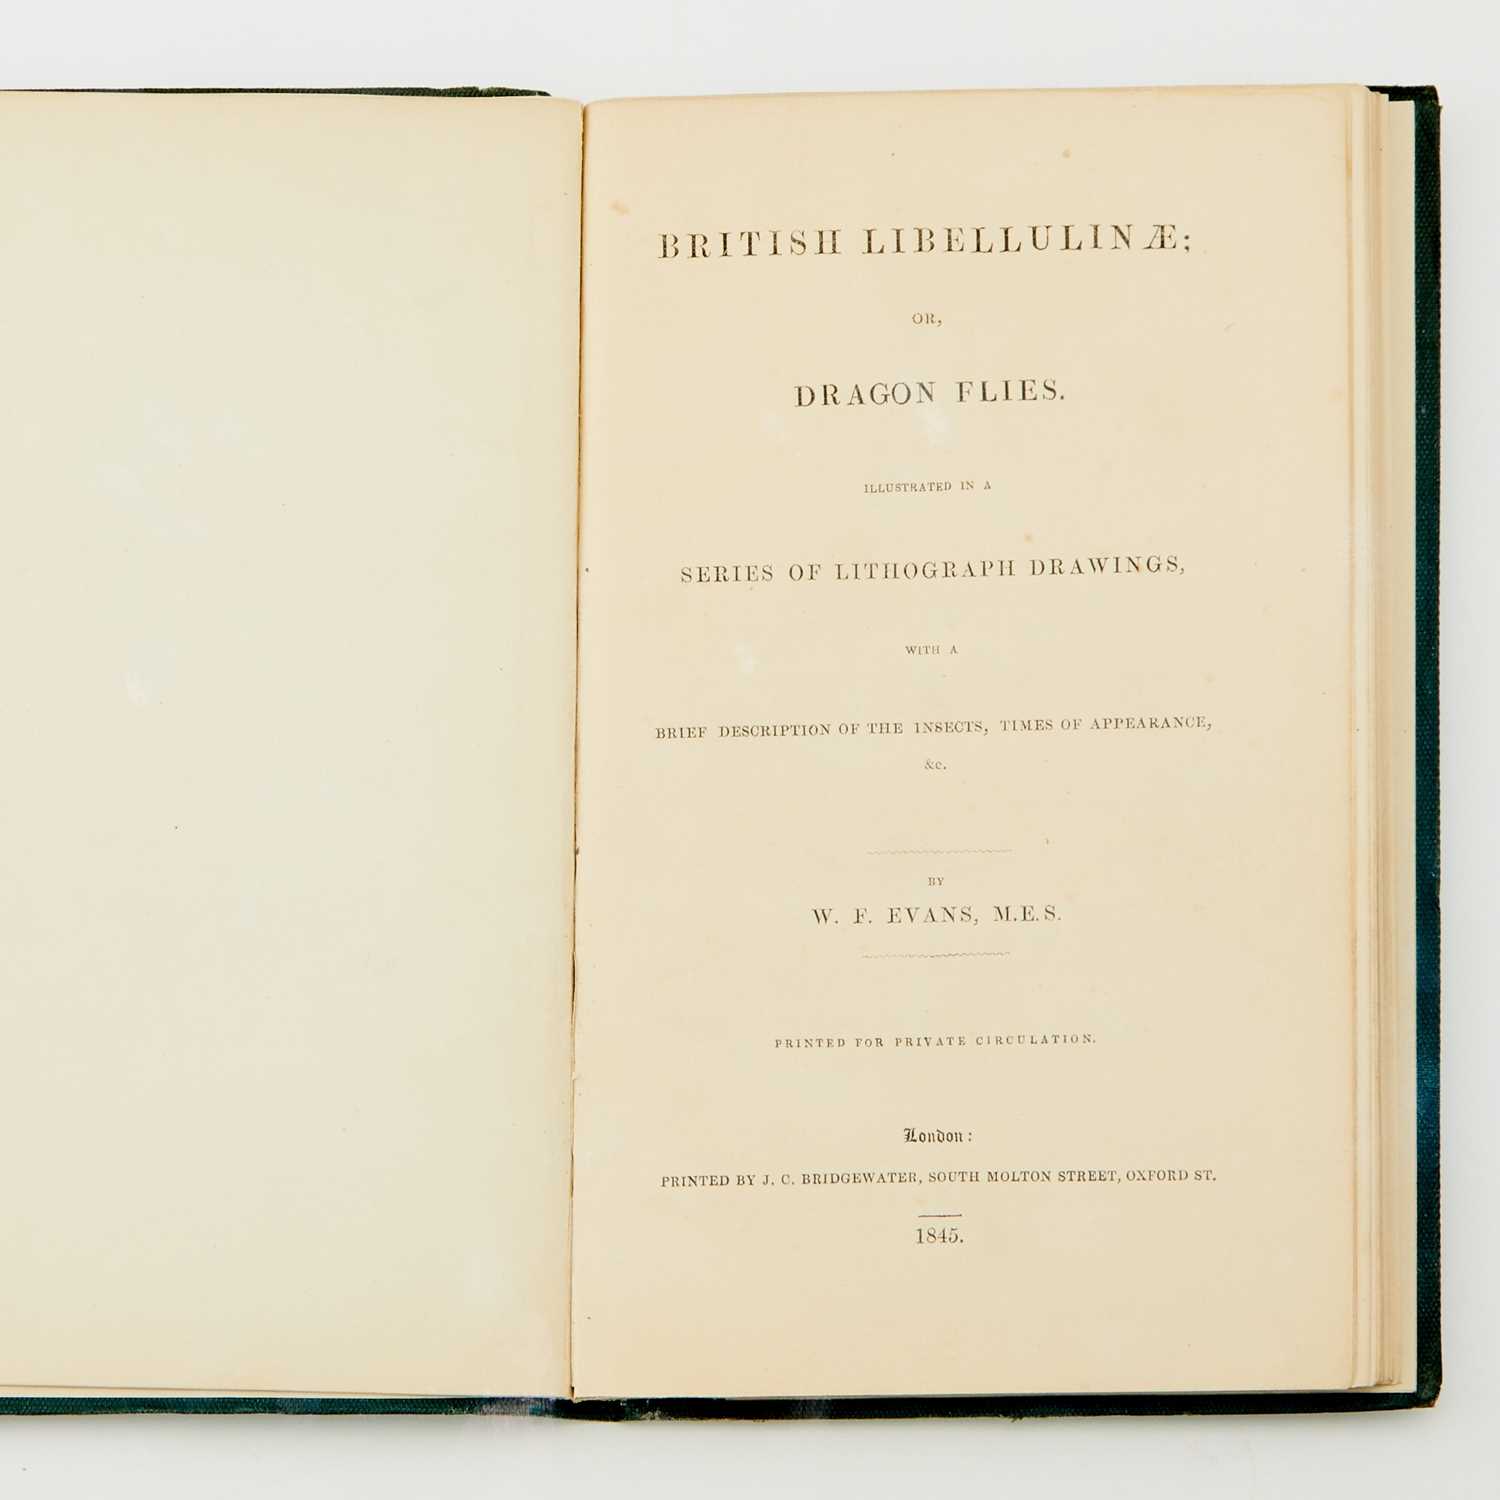 BRITISH LIBELLULINÆ;
OR,
DRAGON FLIES.
ILLUSTRATED IN A
SERIES OF LITHOGRAPH DRAWINGS,
WITH A
BRIEF DESCRIPTION OF THE INSECTS, TIMES OF APPEARANCE,
&c.
BY
W. F. EVANS, M.E.S.
PRINTED FOR PRIVATE CIRCULATION.
London:
PRINTED BY J. C. BRIDGEWATER, SOUTH MOLTON STREET, OXFORD ST.
1845.